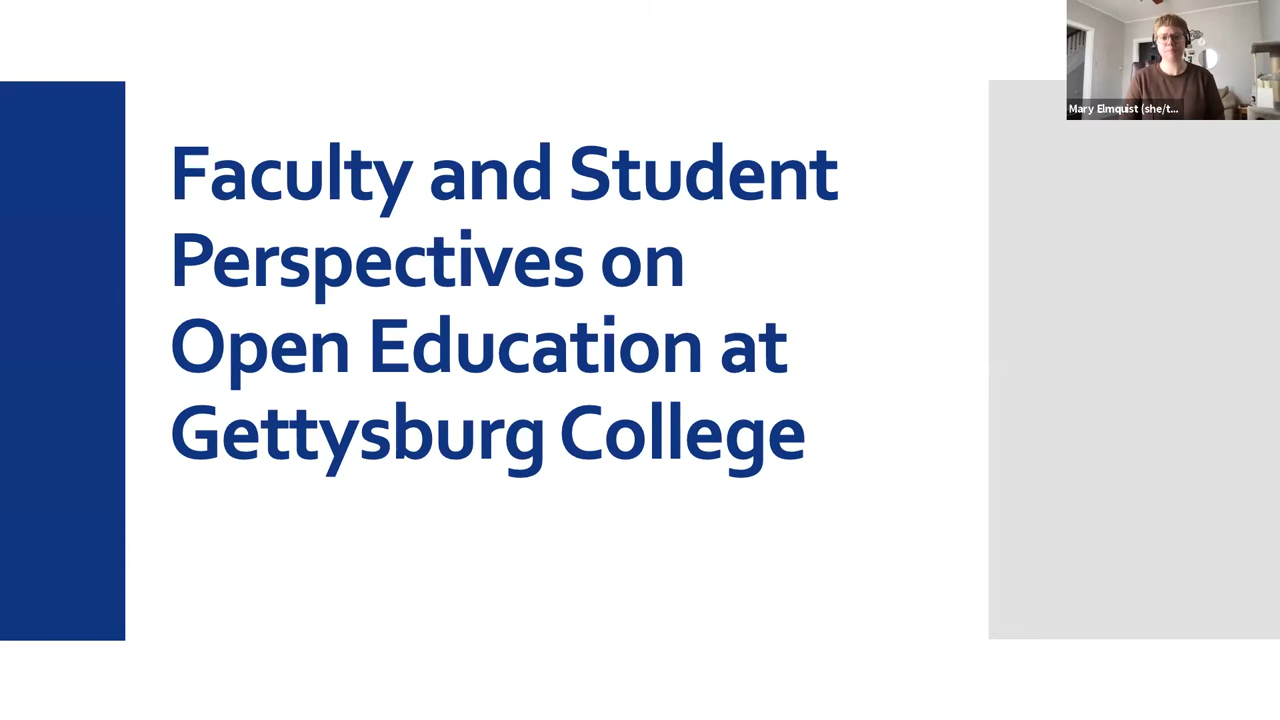 Mary Elmquist (she/t...
Faculty and Student
Perspectives on
Open Education at
Gettysburg College